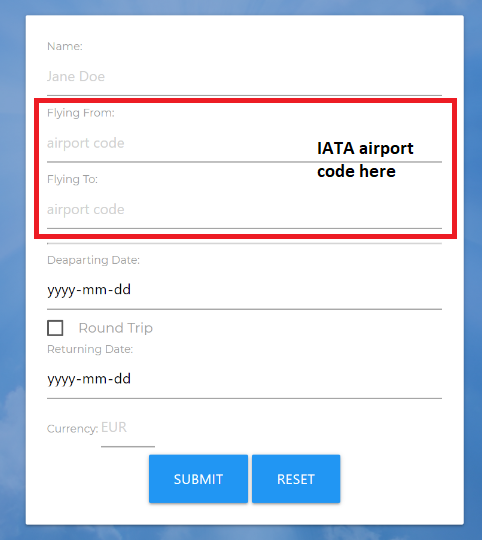 Name:
Jane Doe
Flying From:
airport code
IATA airport
code here
Flying To:
airport code
Deaparting Date:
yyyy-mm-dd
Round Trip
Returning Date:
yyyy-mm-dd
Currency: EUR
SUBMIT RESET